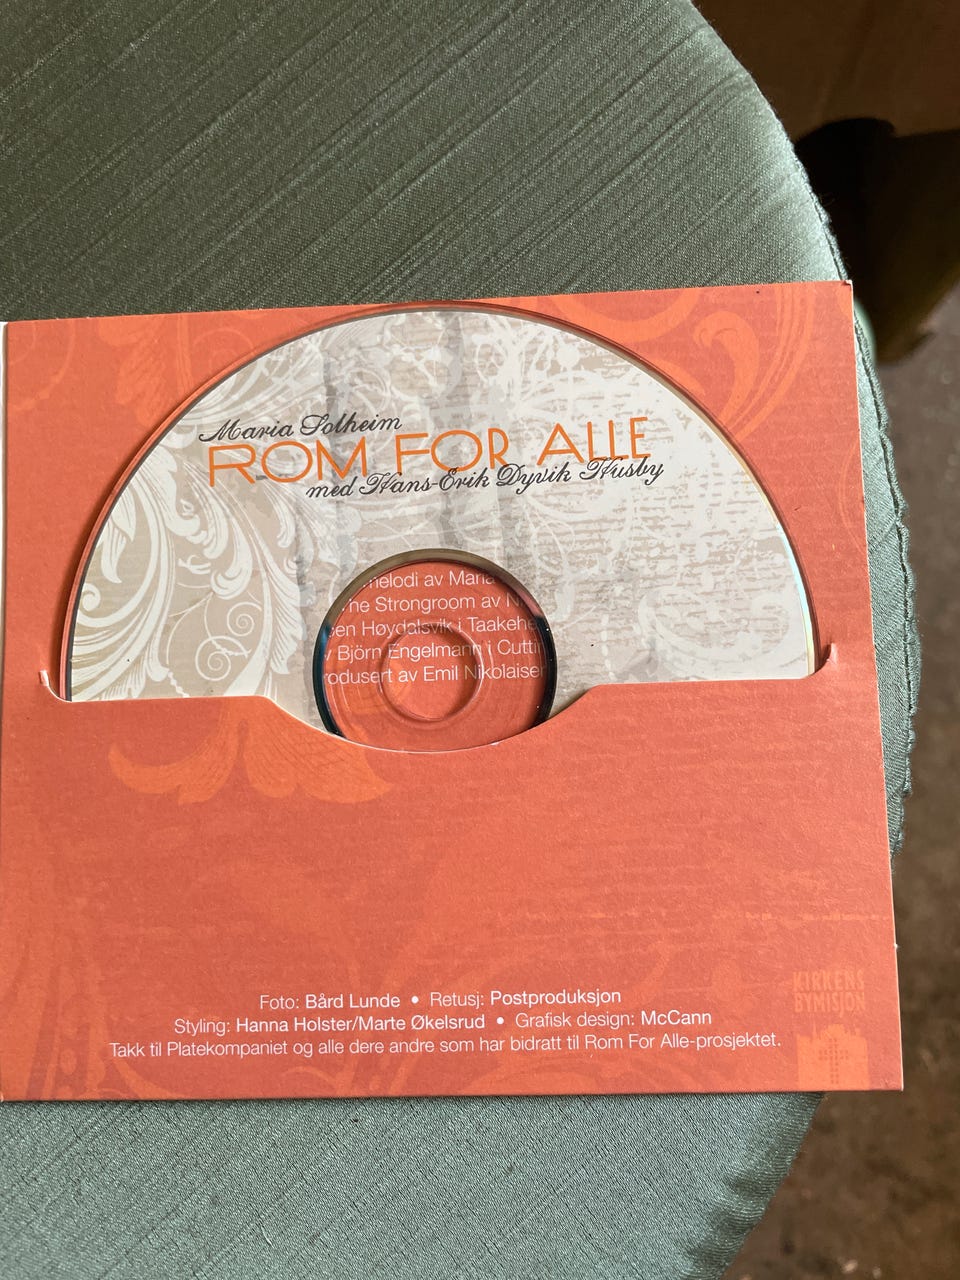 Maria Solheim
ROM FOR ALLE
med Hans-Erik Dyvik Husby
melodi av Maria
The Strongroom av
Høydalsvik i Taakehe
Björn Engelmann i Cutti
rodusert av Emil Nikolaisen
Foto: Bård Lunde • Retusj: Postproduksjon
Styling: Hanna Holster/Marte Økelsrud • Grafisk design: McCann
Takk til Platekompaniet og alle dere andre som har bidratt til Rom For Alle-prosjektet.
KIRKENS
BYMISJON